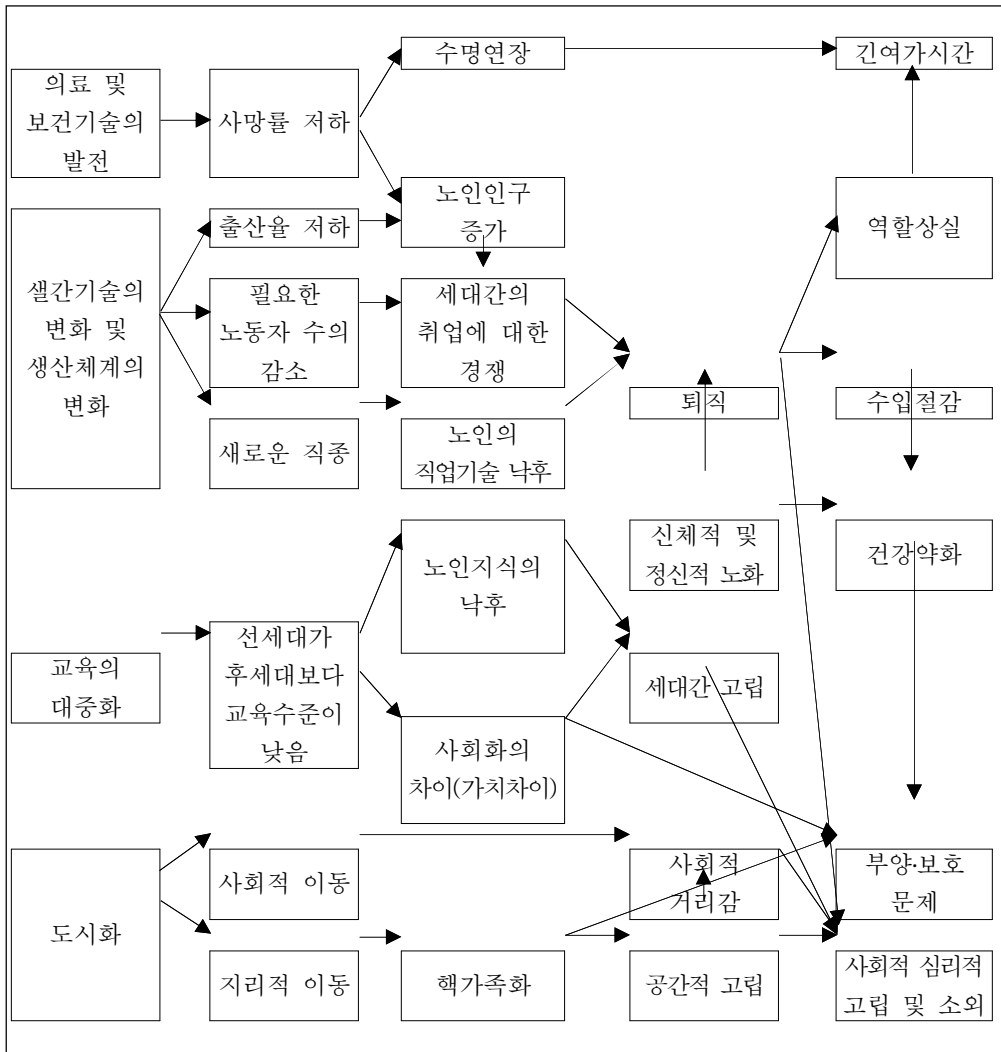 수명연장
긴여가시간
의료 및
보건기술의
발전
사망률 저하
노인인구
증가
역할상실
출산율 저하
샐간기술의
변화 및
생산체계의
변화
필요한
노동자 수의
감소
세대간의
취업에 대한
경쟁
퇴직
수입절감
새로운 직종
노인의
직업기술 낙후
신체적 및
정신적 노화
건강약화
노인지식의
낙후
교육의
대중화
선세대가
후세대보다
교육수준이
낮음
세대간 고립
사회화의
차이(가치차이)
도시화
사회적 이동
사회적
거리감
부양·보호
문제
지리적 이동
핵가족화
공간적 고립
사회적 심리적
고립 및 소외